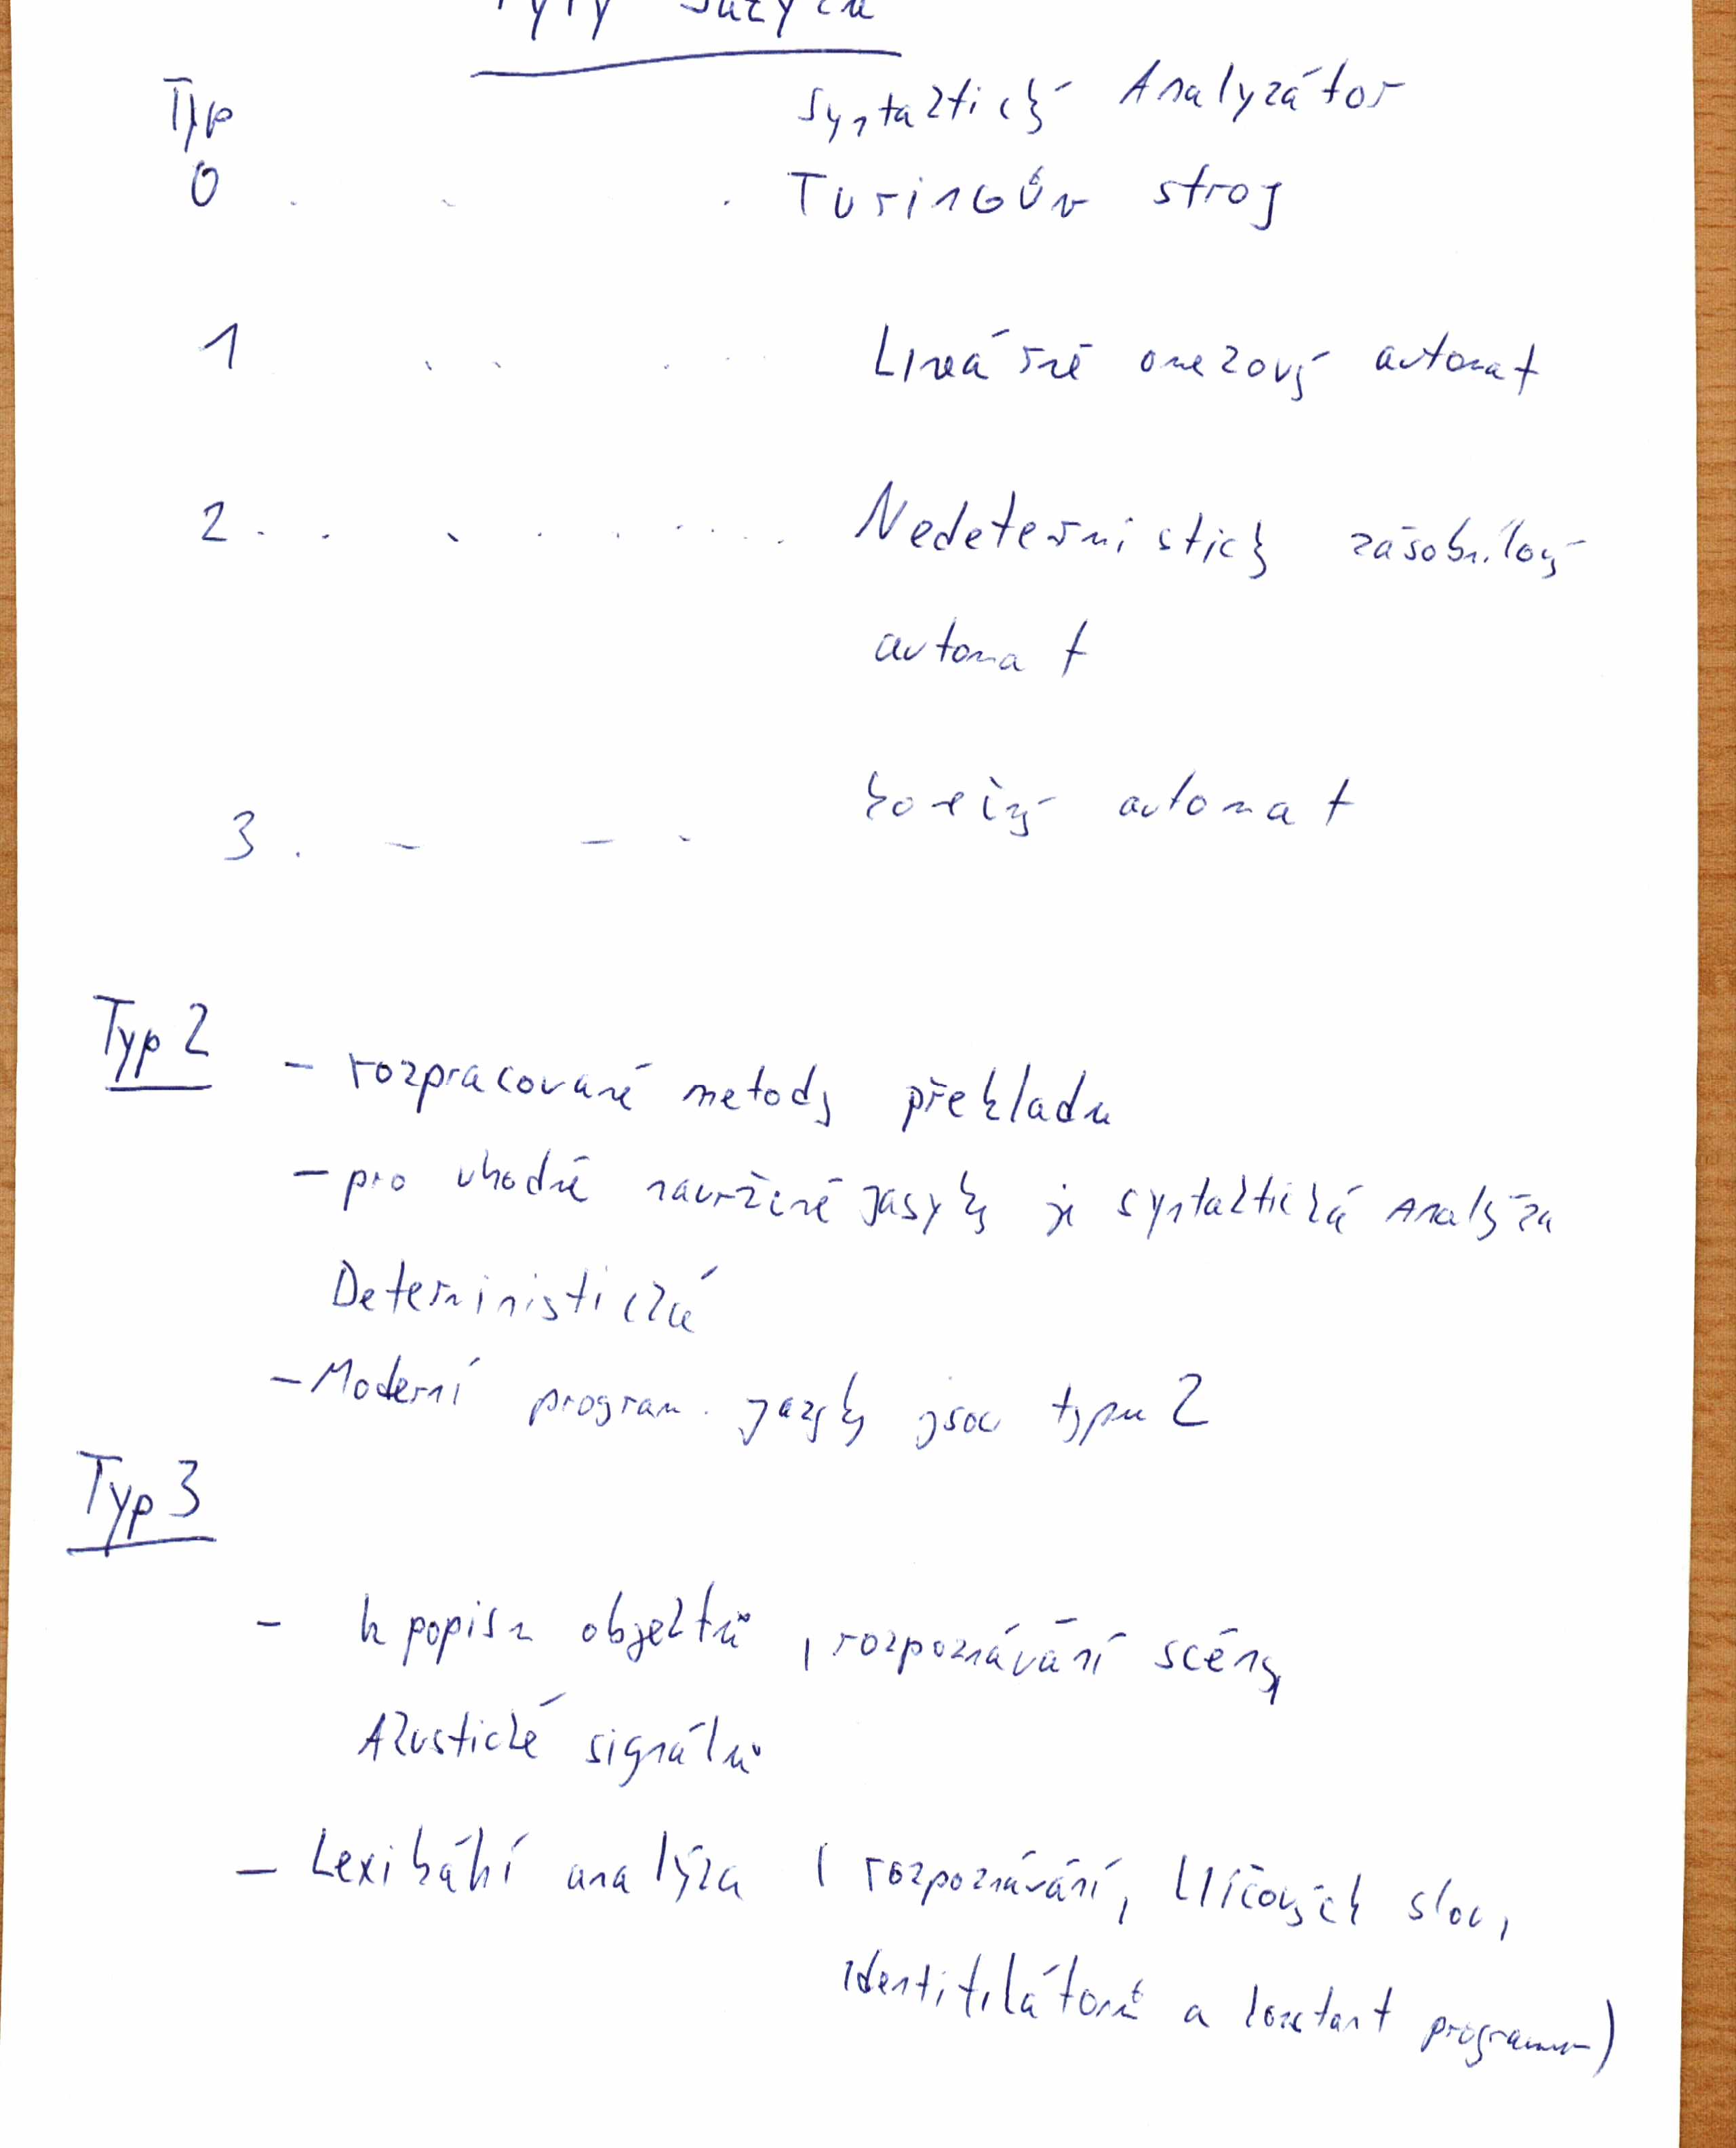 Typy Jazyků
Typ Syntaktický Analyzátor
0 . . . Turingův stroj
1 . . . . Lineárně omezový automat
2 . . . . . . . . Nedeterministický zásobníkový
automat
3 . - - . konečný automat
Typ 2 - rozpracované metody překladu
- pro vhodně navržené jasyky je syntaktická Analýza
Deterministická
- Moderní program. jazyky jsou typu 2
Typ 3
- k popisu objektů, rozpoznávání scény
Akustické signálů
- Lexikální analýza ( rozpoznávání, klíčových slov,
identifikátorů a konstant programu)